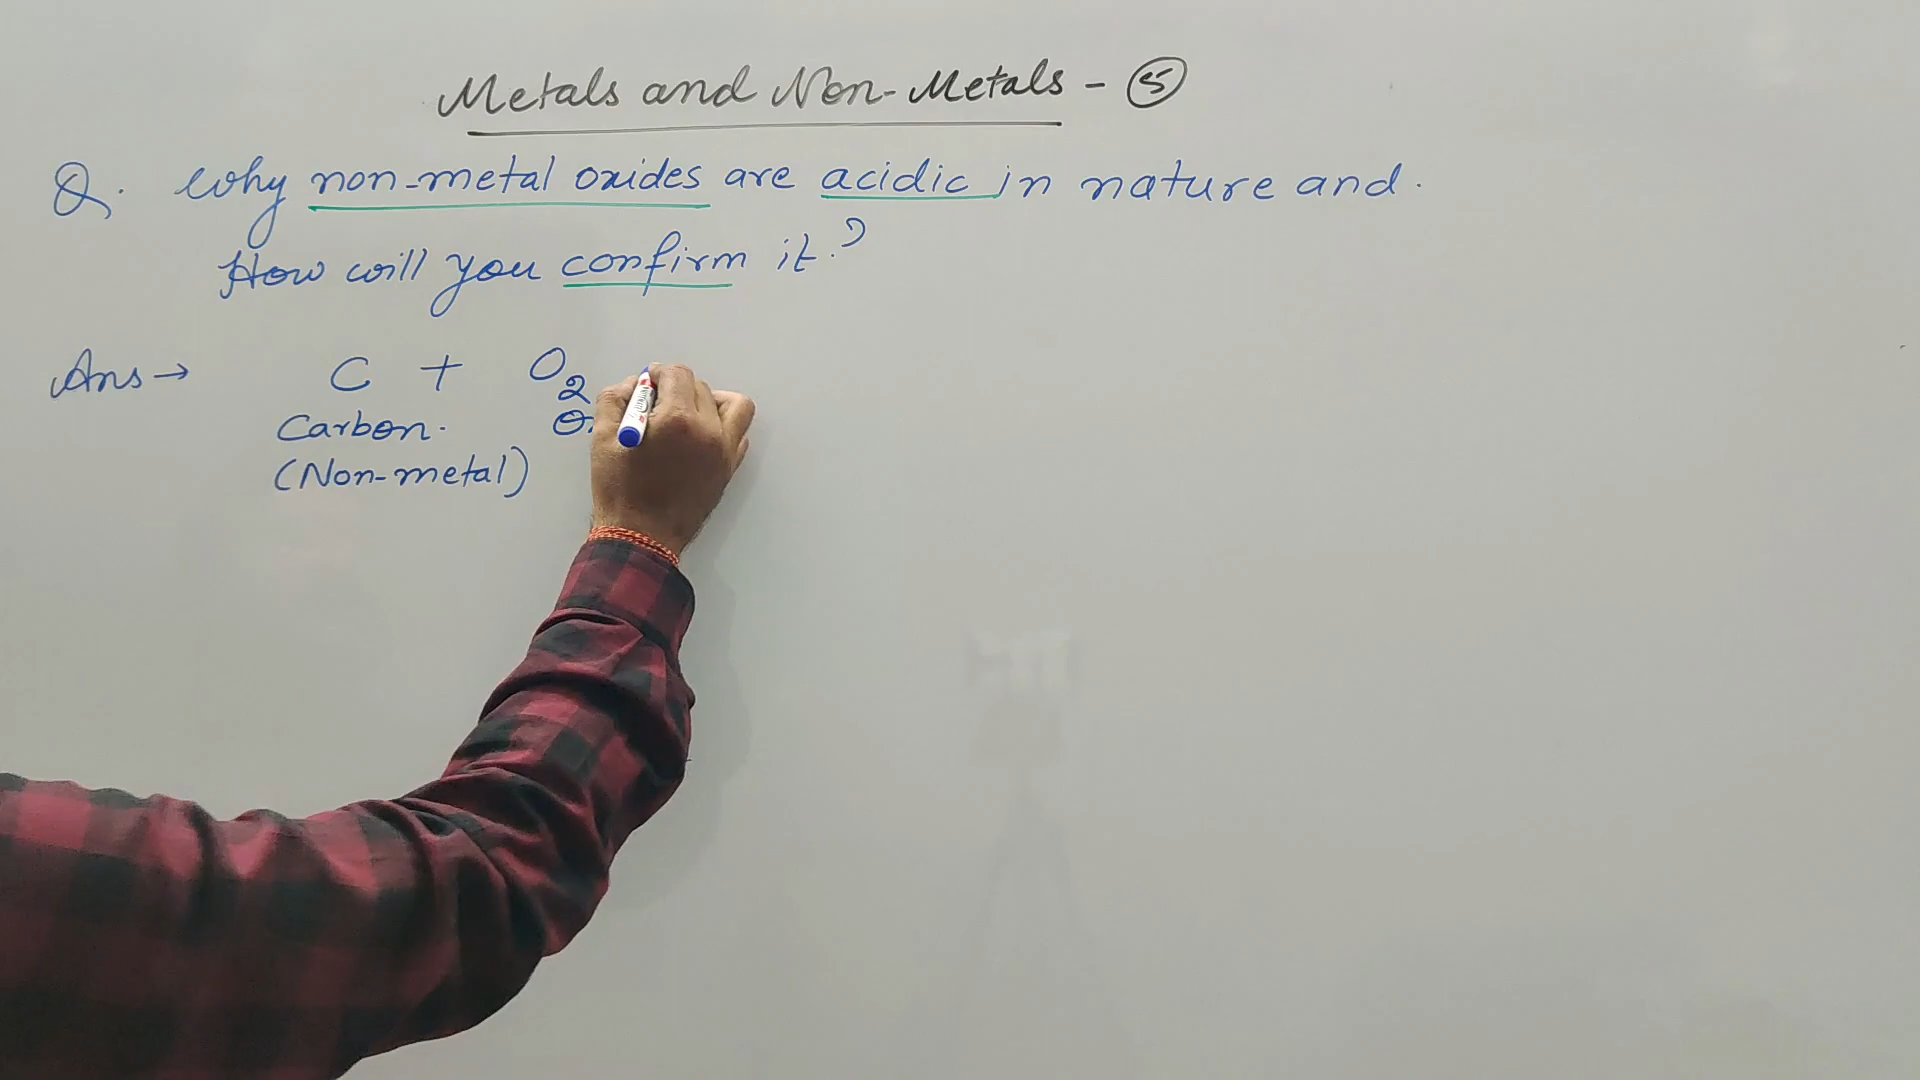 Metals and Non-Metals - 5
Q. Why non-metal oxides are acidic in nature and.
How will you confirm it.?
Ans → C + O2
Carbon.
(Non-metal)